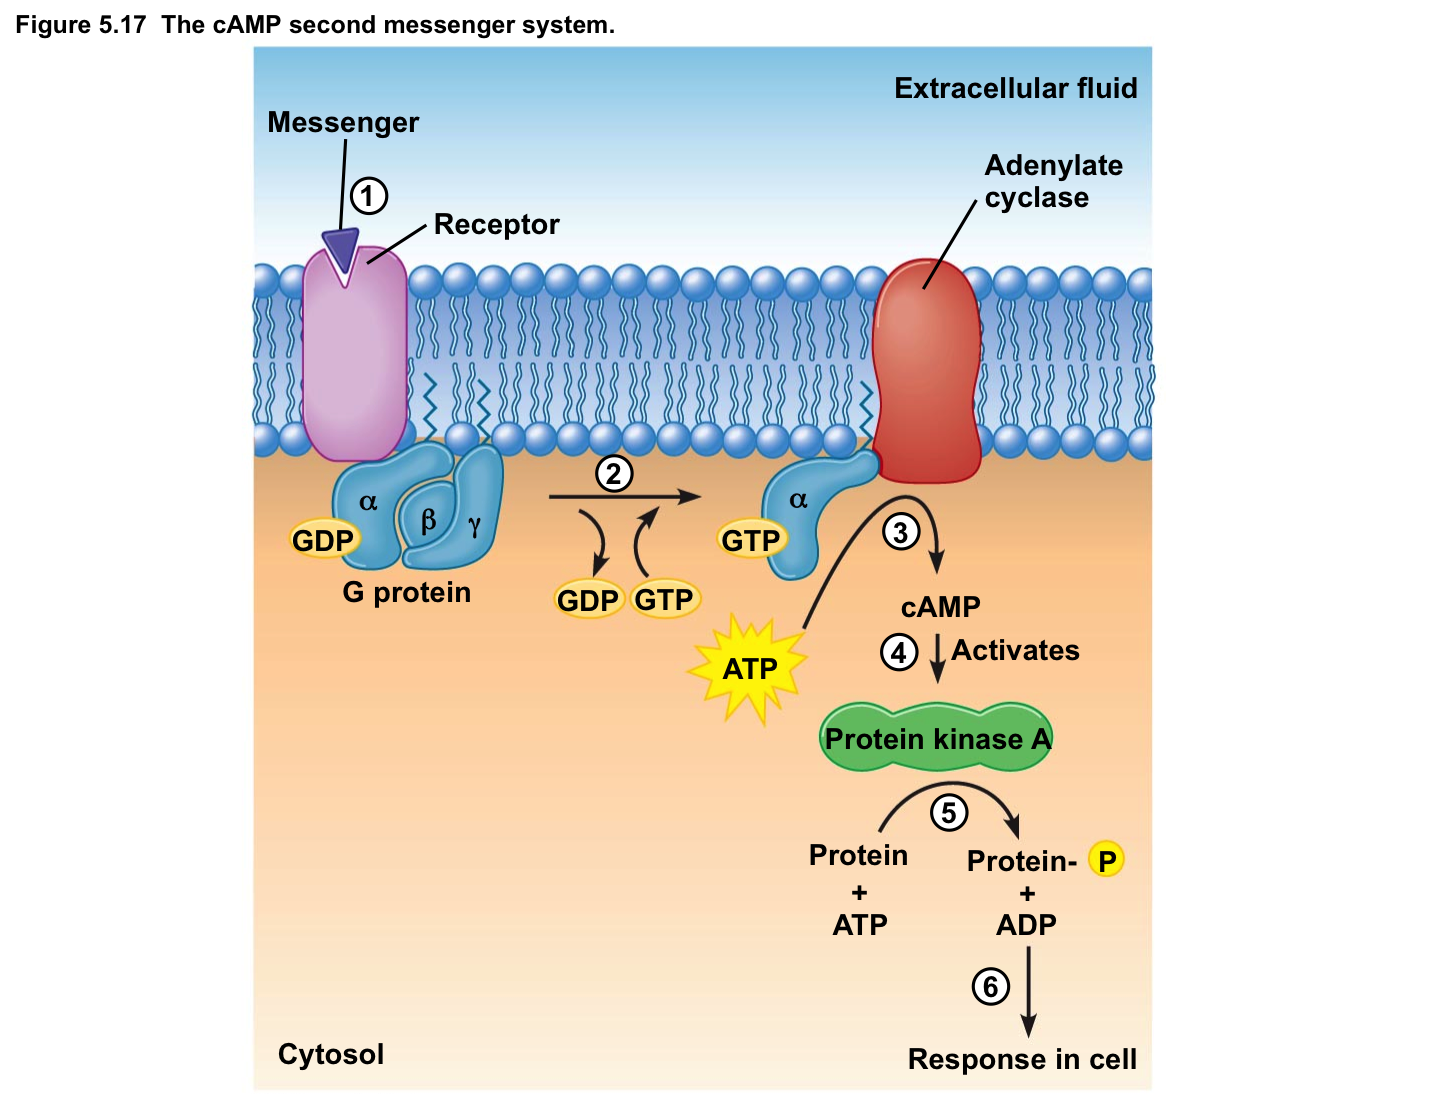 Figure 5.17  The cAMP second messenger system.
Extracellular fluid
Messenger
1
Receptor
Adenylate
cyclase
α
β
γ
GDP
G protein
2
GDP
GTP
α
GTP
3
ATP
cAMP
4
Activates
Protein kinase A
5
Protein
+
ATP
Protein- P
+
ADP
6
Response in cell
Cytosol